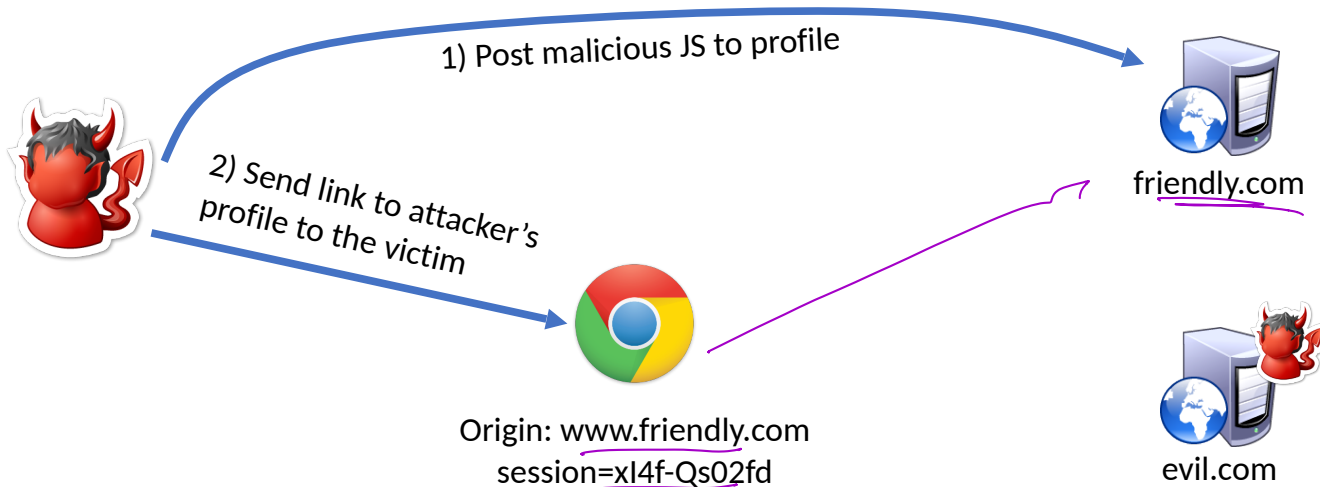 1) Post malicious JS to profile
2) Send link to attacker’s
profile to the victim
friendly.com
Origin: www.friendly.com
session=xI4f-Qs02fd
evil.com